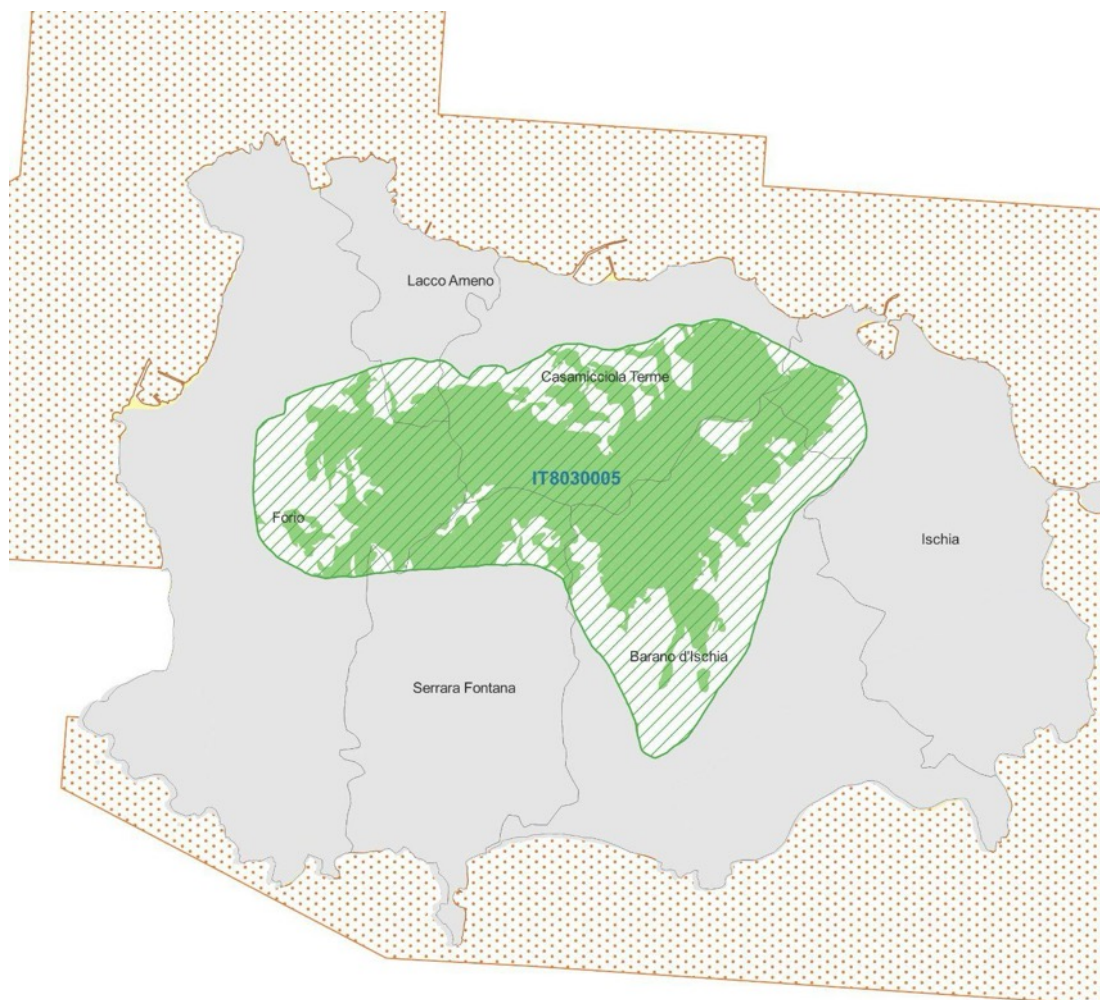 Lacco Ameno
Casamicciola Terme
IT8030005
Forio
Ischia
Barano d'Ischia
Serrara Fontana